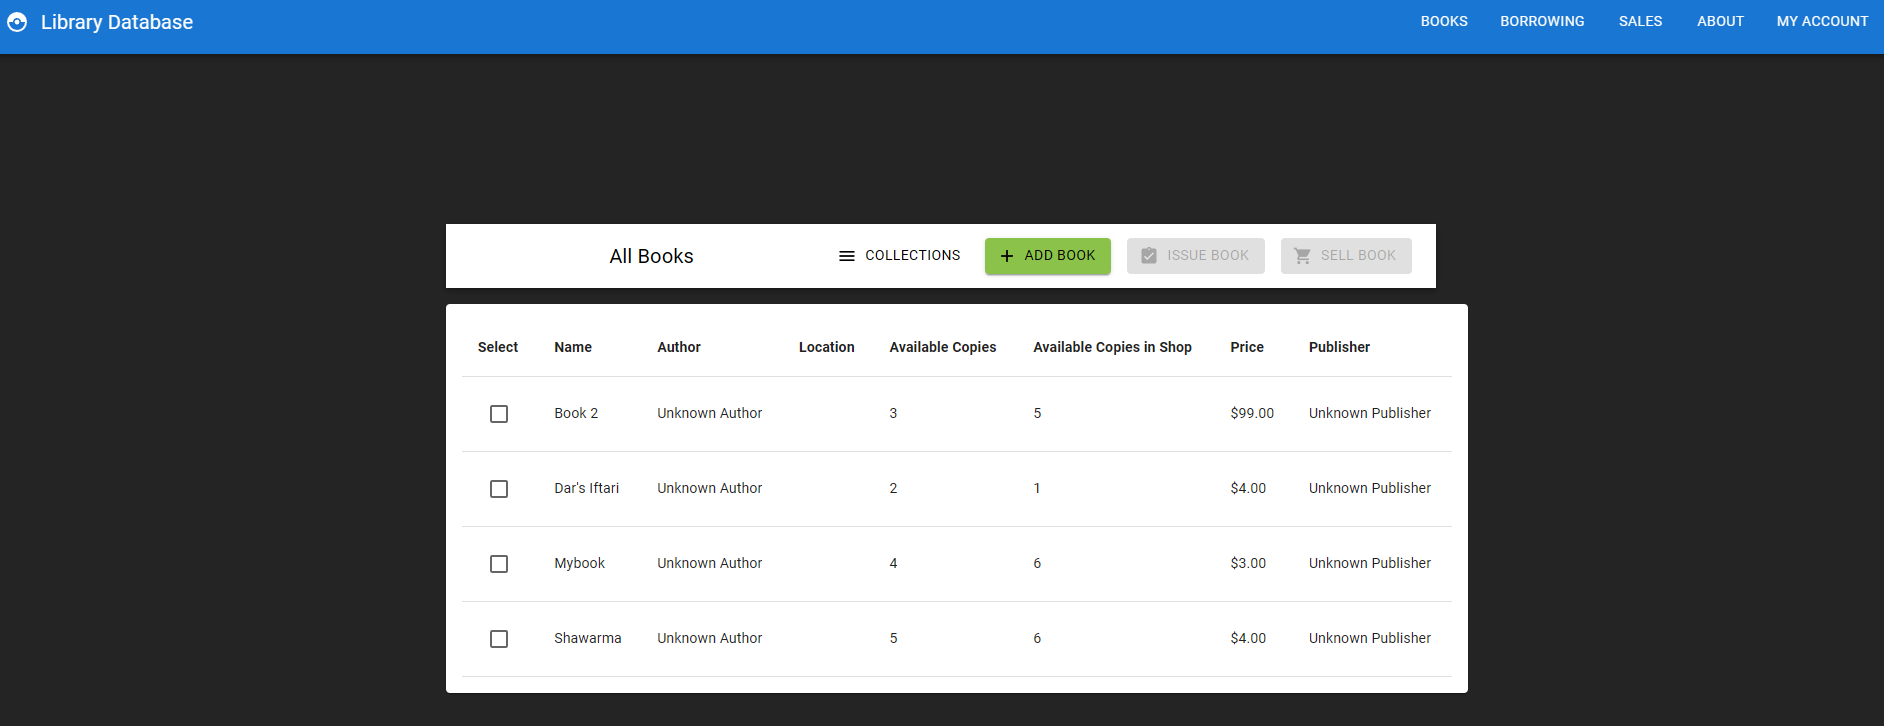 Library Database BOOKS BORROWING SALES ABOUT MY ACCOUNT
All Books COLLECTIONS ADD BOOK ISSUE BOOK SELL BOOK
Select Name Author Location Available Copies Available Copies in Shop Price Publisher
Book 2 Unknown Author 3 5 $99.00 Unknown Publisher
Dar's Iftari Unknown Author 2 1 $4.00 Unknown Publisher
Mybook Unknown Author 4 6 $3.00 Unknown Publisher
Shawarma Unknown Author 5 6 $4.00 Unknown Publisher